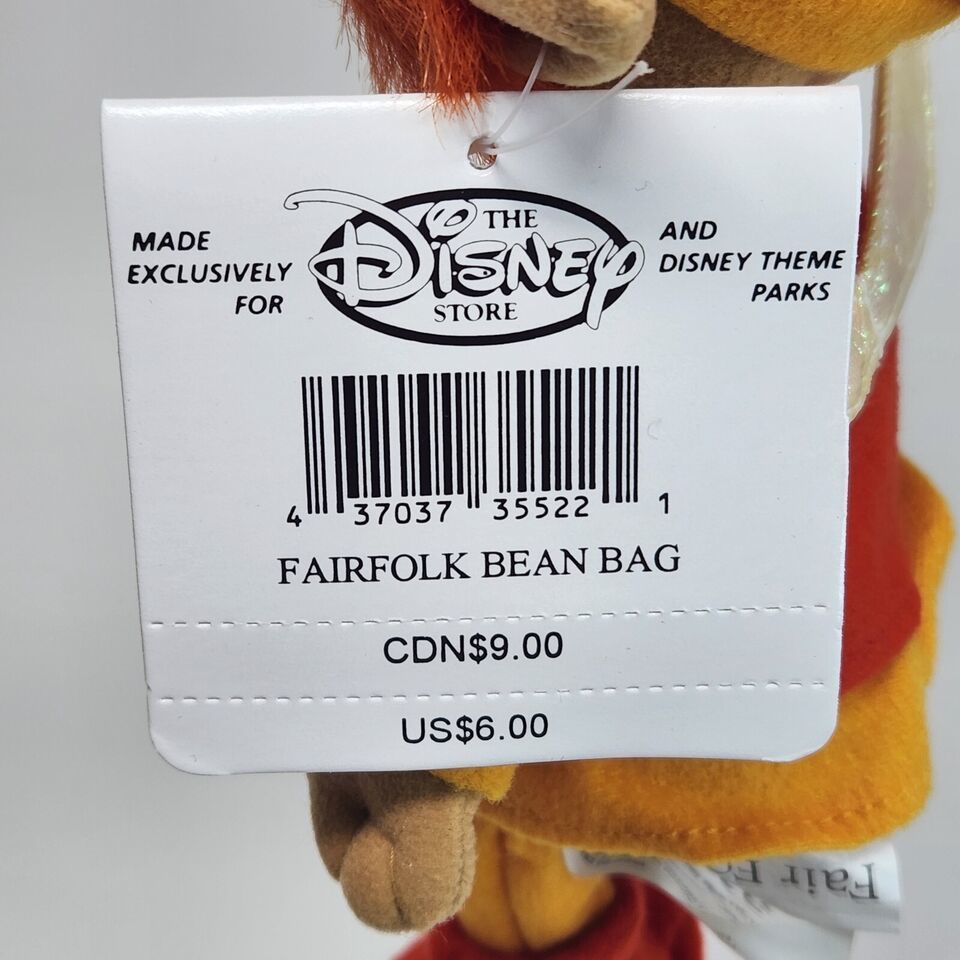 MADE
EXCLUSIVELY
FOR
THE
DISNEY
STORE
AND
DISNEY THEME
PARKS
4 37037 35522 1
FAIRFOLK BEAN BAG
CDN$9.00
US$6.00
Fair